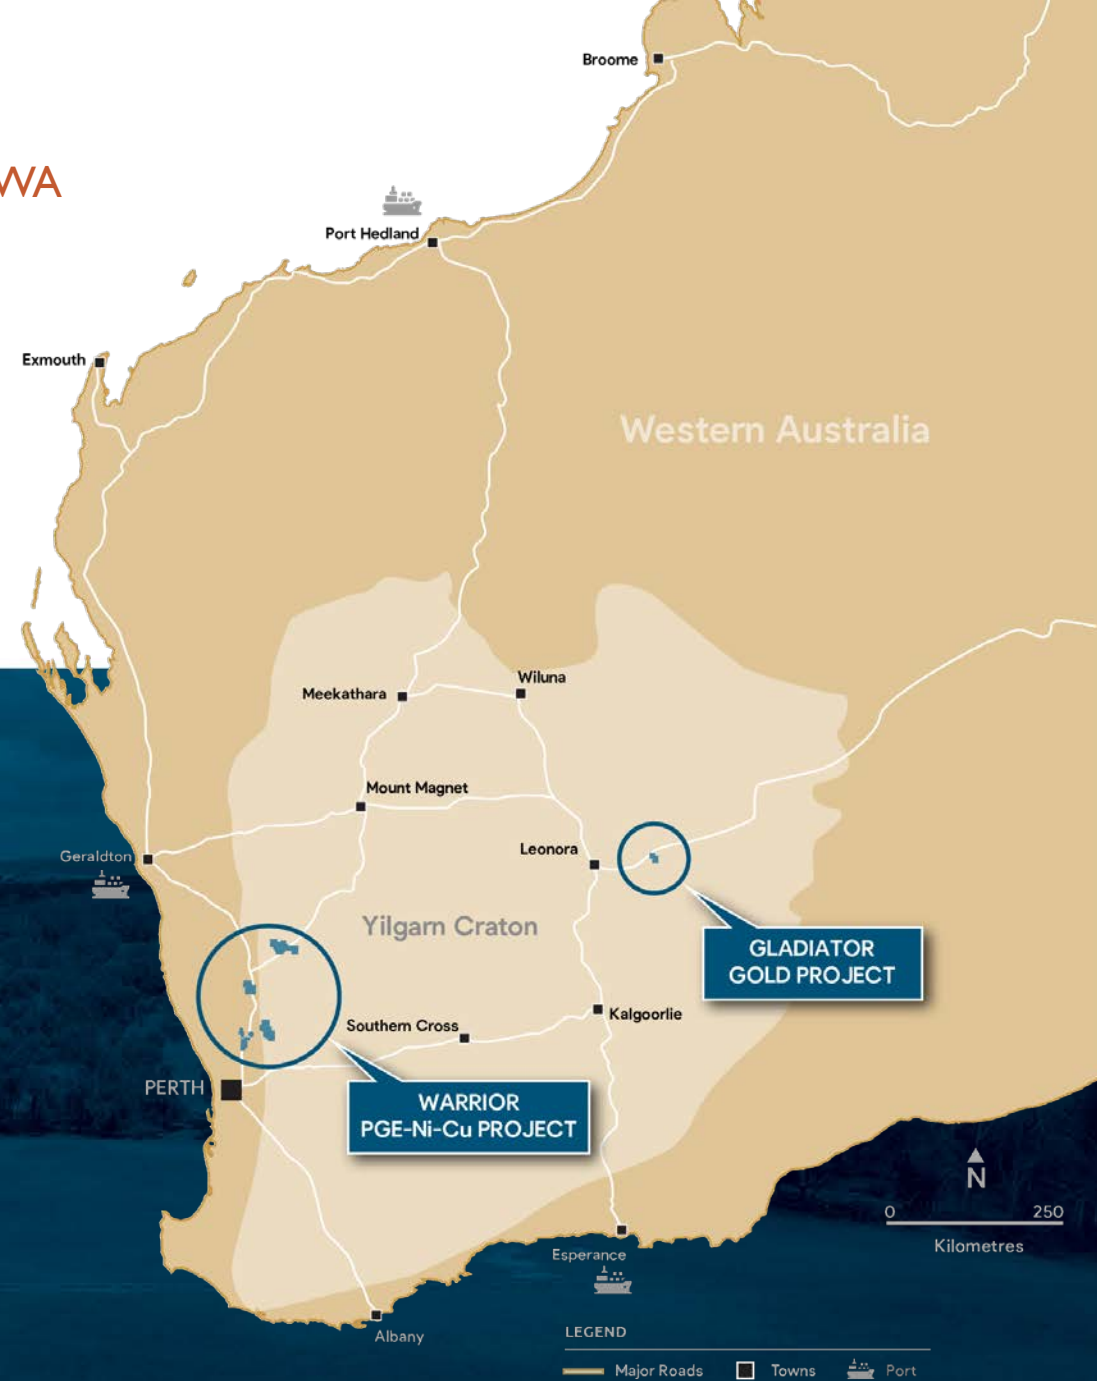 WA
Broome
Port Hedland
Exmouth
Western Australia
Wiluna
Meekathara
Mount Magnet
Leonora
Geraldton
Yilgarn Craton
GLADIATOR
GOLD PROJECT
Kalgoorlie
Southern Cross
PERTH
WARRIOR
PGE-Ni-Cu PROJECT
N
0 250
Kilometres
Esperance
Albany
LEGEND
Major Roads Towns Port